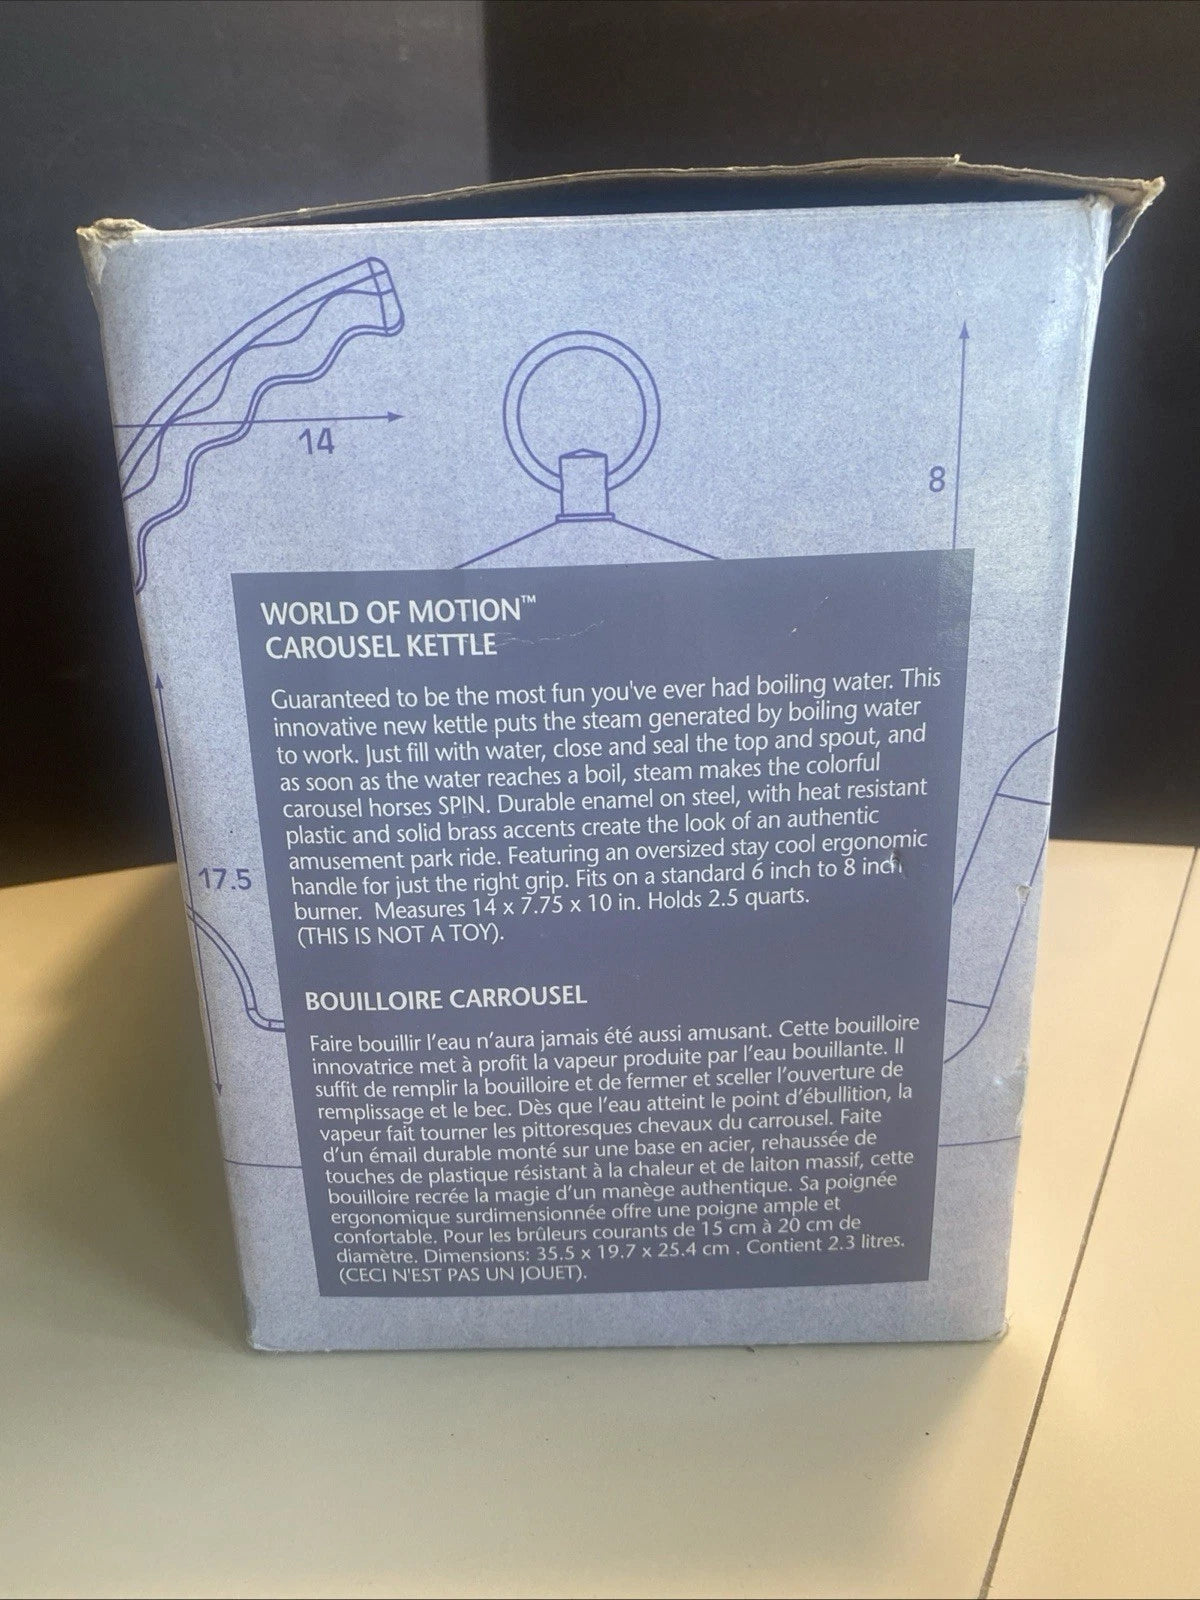 14
8
WORLD OF MOTION™
CAROUSEL KETTLE
Guaranteed to be the most fun you've ever had boiling water. This
innovative new kettle puts the steam generated by boiling water
to work. Just fill with water, close and seal the top and spout, and
as soon as the water reaches a boil, steam makes the colorful
carousel horses SPIN. Durable enamel on steel, with heat resistant
plastic and solid brass accents create the look of an authentic
amusement park ride. Featuring an oversized stay cool ergonomic
handle for just the right grip. Fits on a standard 6 inch to 8 inch
burner. Measures 14 x 7.75 x 10 in. Holds 2.5 quarts.
(THIS IS NOT A TOY).
17.5
BOUILLOIRE CARROUSEL
Faire bouillir l'eau n'aura jamais été aussi amusant. Cette bouilloire
innovatrice met à profit la vapeur produite par l'eau bouillante. Il
suffit de remplir la bouilloire et de fermer et sceller l'ouverture de
remplissage et le bec. Dès que l'eau atteint le point d'ébullition, la
vapeur fait tourner les pittoresques chevaux du carrousel. Faite
d'un émail durable monté sur une base en acier, rehaussée de
touches de plastique résistant à la chaleur et de laiton massif, cette
bouilloire recrée la magie d'un manège authentique. Sa poignée
ergonomique surdimensionnée offre une poigne ample et
confortable. Pour les brûleurs courants de 15 cm à 20 cm de
diamètre. Dimensions: 35.5 x 19.7 x 25.4 cm . Contient 2.3 litres.
(CECI N'EST PAS UN JOUET).